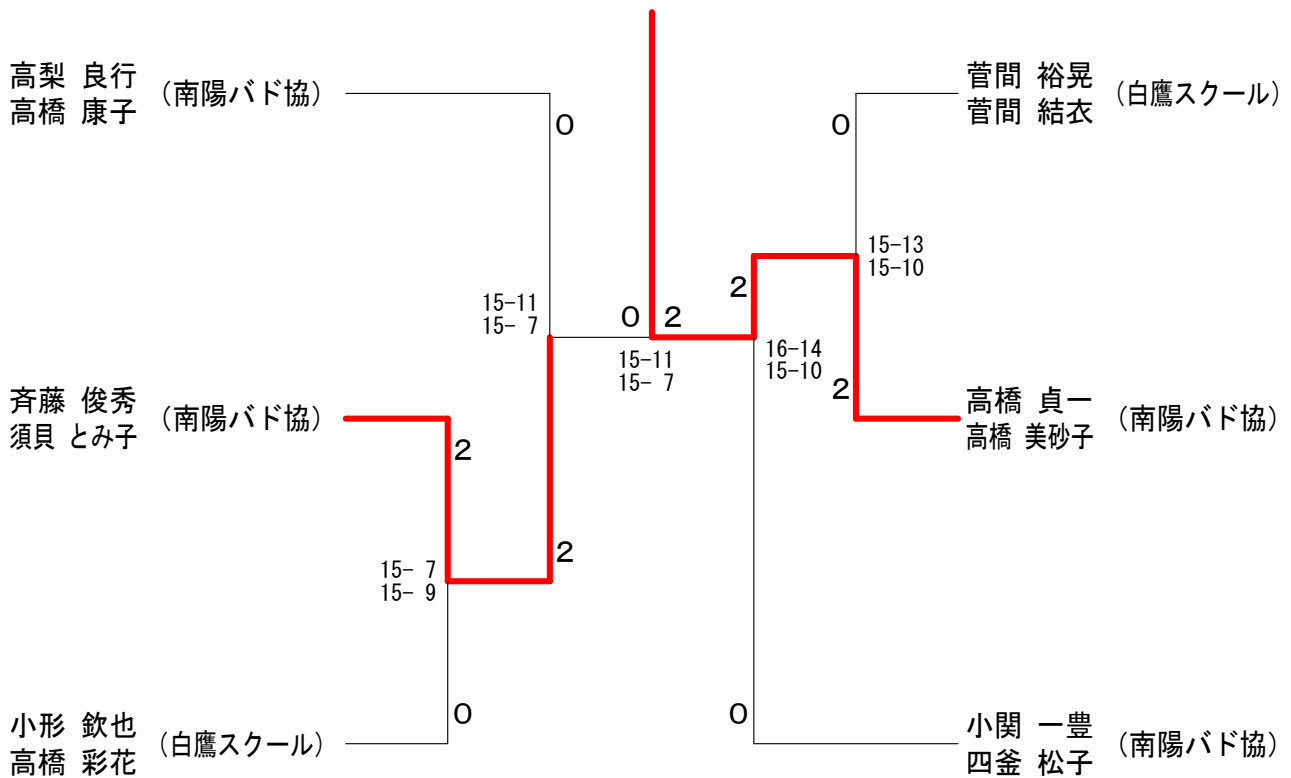 高梨 良行
高橋 康子
(南陽バド協)
0
斉藤 俊秀
須貝 とみ子
(南陽バド協)
2
15-11
15- 7
15- 7
15- 9
2
小形 欽也
高橋 彩花
(白鷹スクール)
0
0 2
15-11
15- 7
菅間 裕晃
菅間 結衣
(白鷹スクール)
0
15-13
15-10
2
16-14
15-10
2
高橋 貞一
高橋 美砂子
(南陽バド協)
0
小関 一豊
四釜 松子
(南陽バド協)